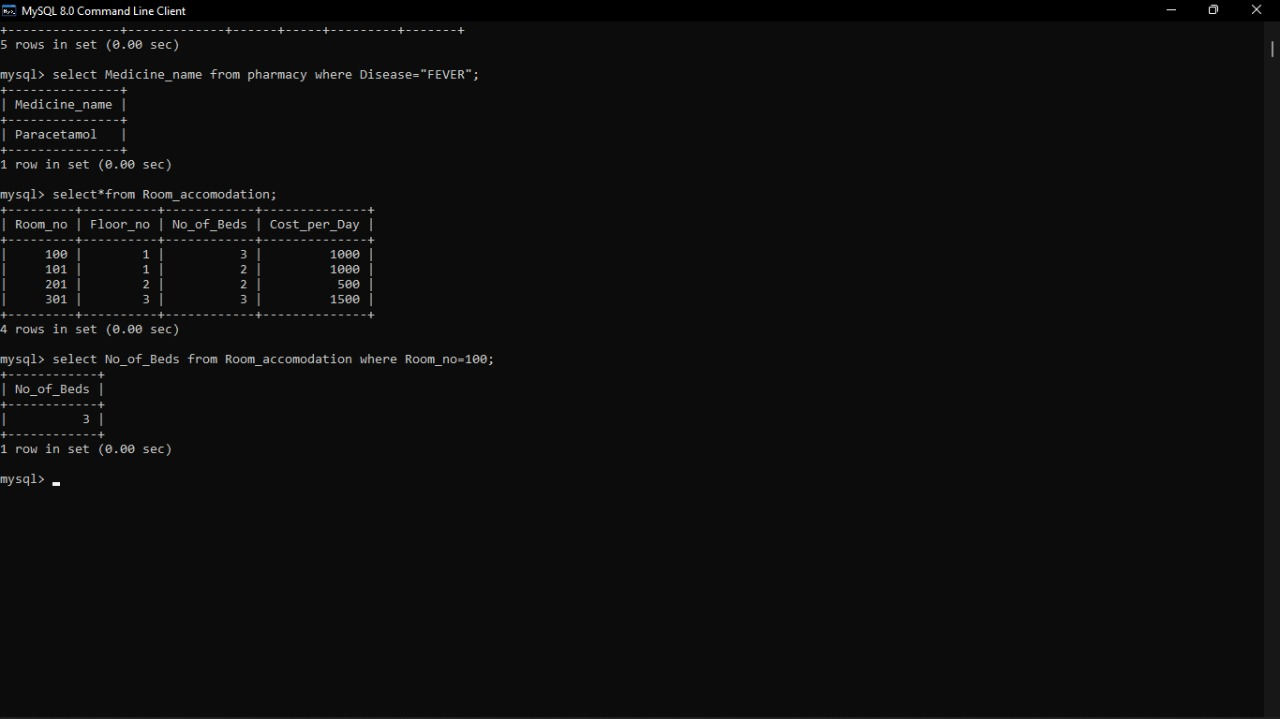 MySQL 8.0 Command Line Client
+---------------+-------------+------+-----+---------+-------+
5 rows in set (0.00 sec)
mysql> select Medicine_name from pharmacy where Disease="FEVER";
+---------------+
| Medicine_name |
+---------------+
| Paracetamol   |
+---------------+
1 row in set (0.00 sec)
mysql> select*from Room_accomodation;
+---------+----------+------------+--------------+
| Room_no | Floor_no | No_of_Beds | Cost_per_Day |
+---------+----------+------------+--------------+
|     100 |        1 |          3 |         1000 |
|     101 |        1 |          2 |         1000 |
|     201 |        2 |          2 |          500 |
|     301 |        3 |          3 |         1500 |
+---------+----------+------------+--------------+
4 rows in set (0.00 sec)
mysql> select No_of_Beds from Room_accomodation where Room_no=100;
+------------+
| No_of_Beds |
+------------+
|          3 |
+------------+
1 row in set (0.00 sec)
mysql>